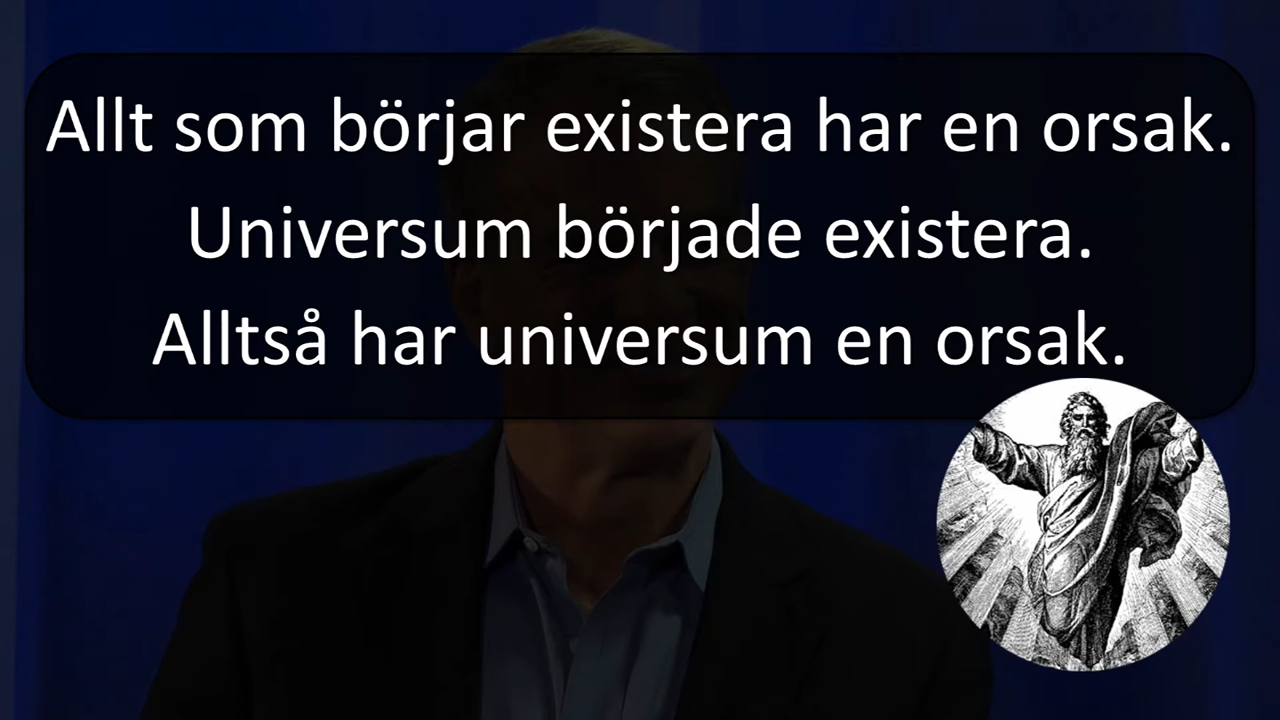 Allt som börjar existera har en orsak.
Universum började existera.
Alltså har universum en orsak.